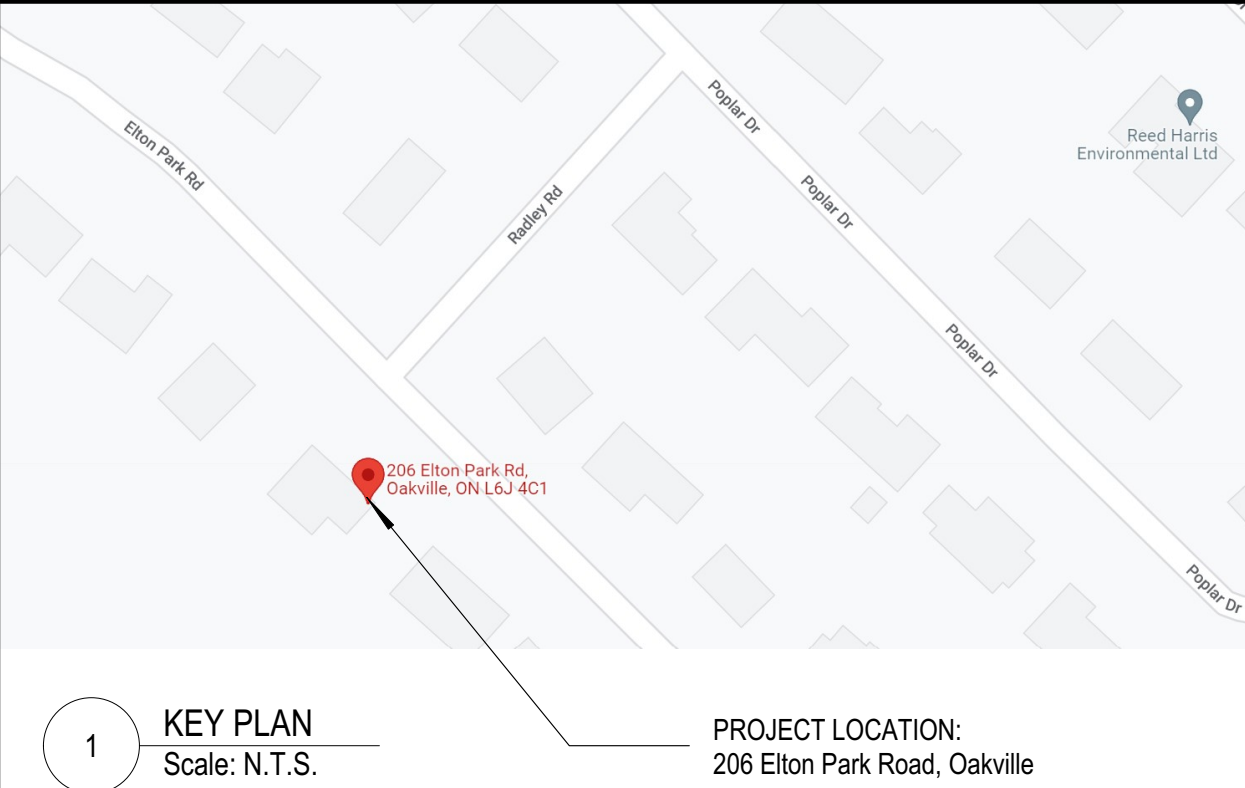 Elton Park Rd
Radley Rd
Poplar Dr
Poplar Dr
Poplar Dr
Poplar Dr
Reed Harris
Environmental Ltd
206 Elton Park Rd,
Oakville, ON L6J 4C1
1
KEY PLAN
Scale: N.T.S.
PROJECT LOCATION:
206 Elton Park Road, Oakville